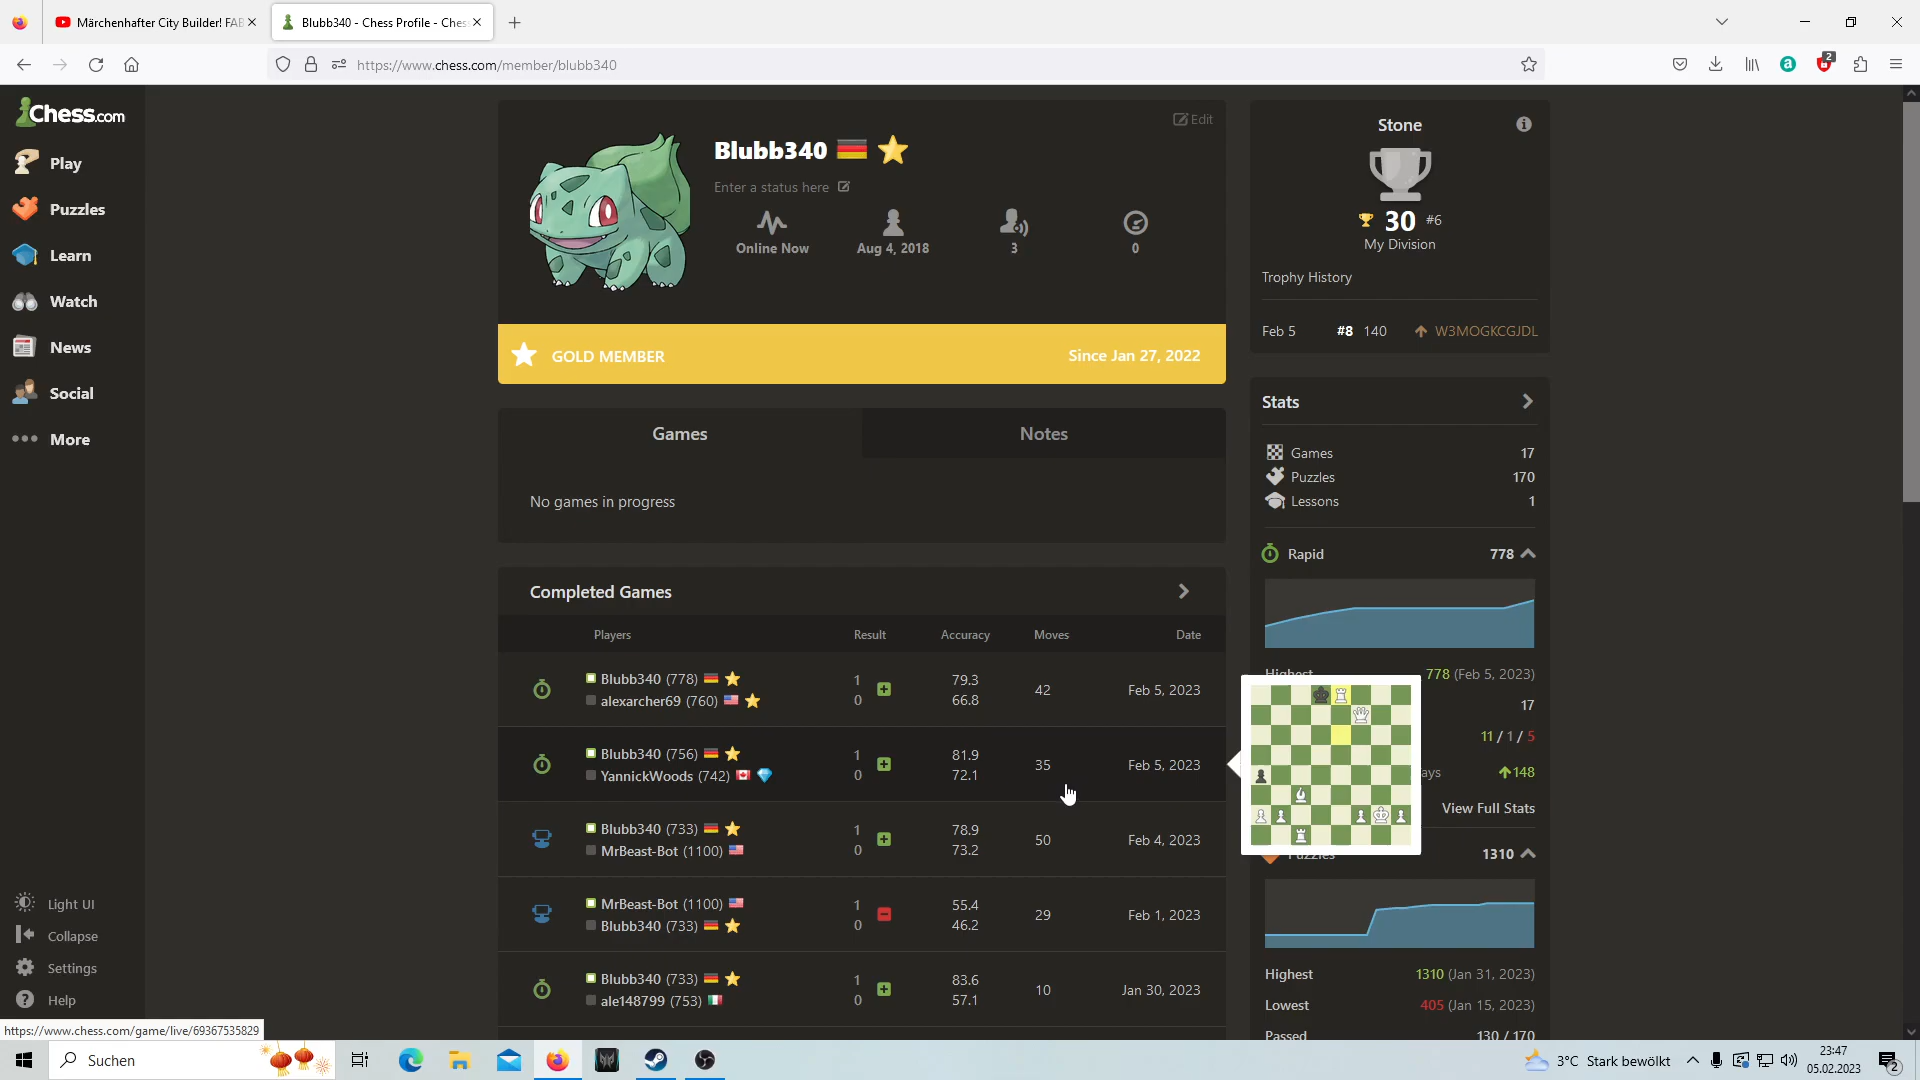 Märchenhafter City Builder! FAB
Blubb340 - Chess Profile - Ches
https://www.chess.com/member/blubb340
2
Chess.com
Play
Puzzles
Learn
Watch
News
Social
More
Light UI
Collapse
Settings
Help
Edit
Blubb340
Enter a status here
Online Now
Aug 4, 2018
3
0
GOLD MEMBER
Since Jan 27, 2022
Games
Notes
No games in progress
Completed Games
Players Result Accuracy Moves Date
Blubb340 (778) 1 79.3
alexarcher69 (760) 0 66.8
42 Feb 5, 2023
Blubb340 (756) 1 81.9
YannickWoods (742) 0 72.1
35 Feb 5, 2023
Blubb340 (733) 1 78.9
MrBeast-Bot (1100) 0 73.2
50 Feb 4, 2023
MrBeast-Bot (1100) 1 55.4
Blubb340 (733) 0 46.2
29 Feb 1, 2023
Blubb340 (733) 1 83.6
ale148799 (753) 0 57.1
10 Jan 30, 2023
Stone
30 #6
My Division
Trophy History
Feb 5 #8 140 W3MOGKCGJDL
Stats
Games 17
Puzzles 170
Lessons 1
Rapid 778
Highest 778 (Feb 5, 2023)
17
11 / 1 / 5
ays 148
View Full Stats
Puzzles 1310
Highest 1310 (Jan 31, 2023)
Lowest 405 (Jan 15, 2023)
Passed 130 / 170
https://www.chess.com/game/live/69367535829
Suchen
3°C Stark bewölkt
23:47
05.02.2023
2